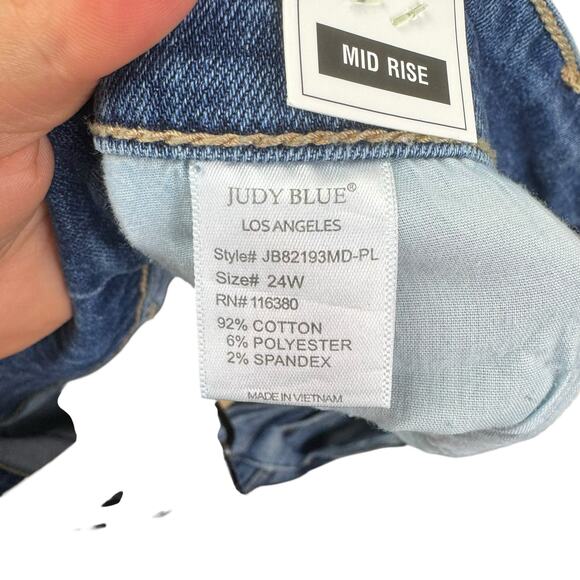 MID RISE
JUDY BLUE®
LOS ANGELES
Style# JB82193MD-PL
Size# 24W
RN# 116380
92% COTTON
6% POLYESTER
2% SPANDEX
MADE IN VIETNAM